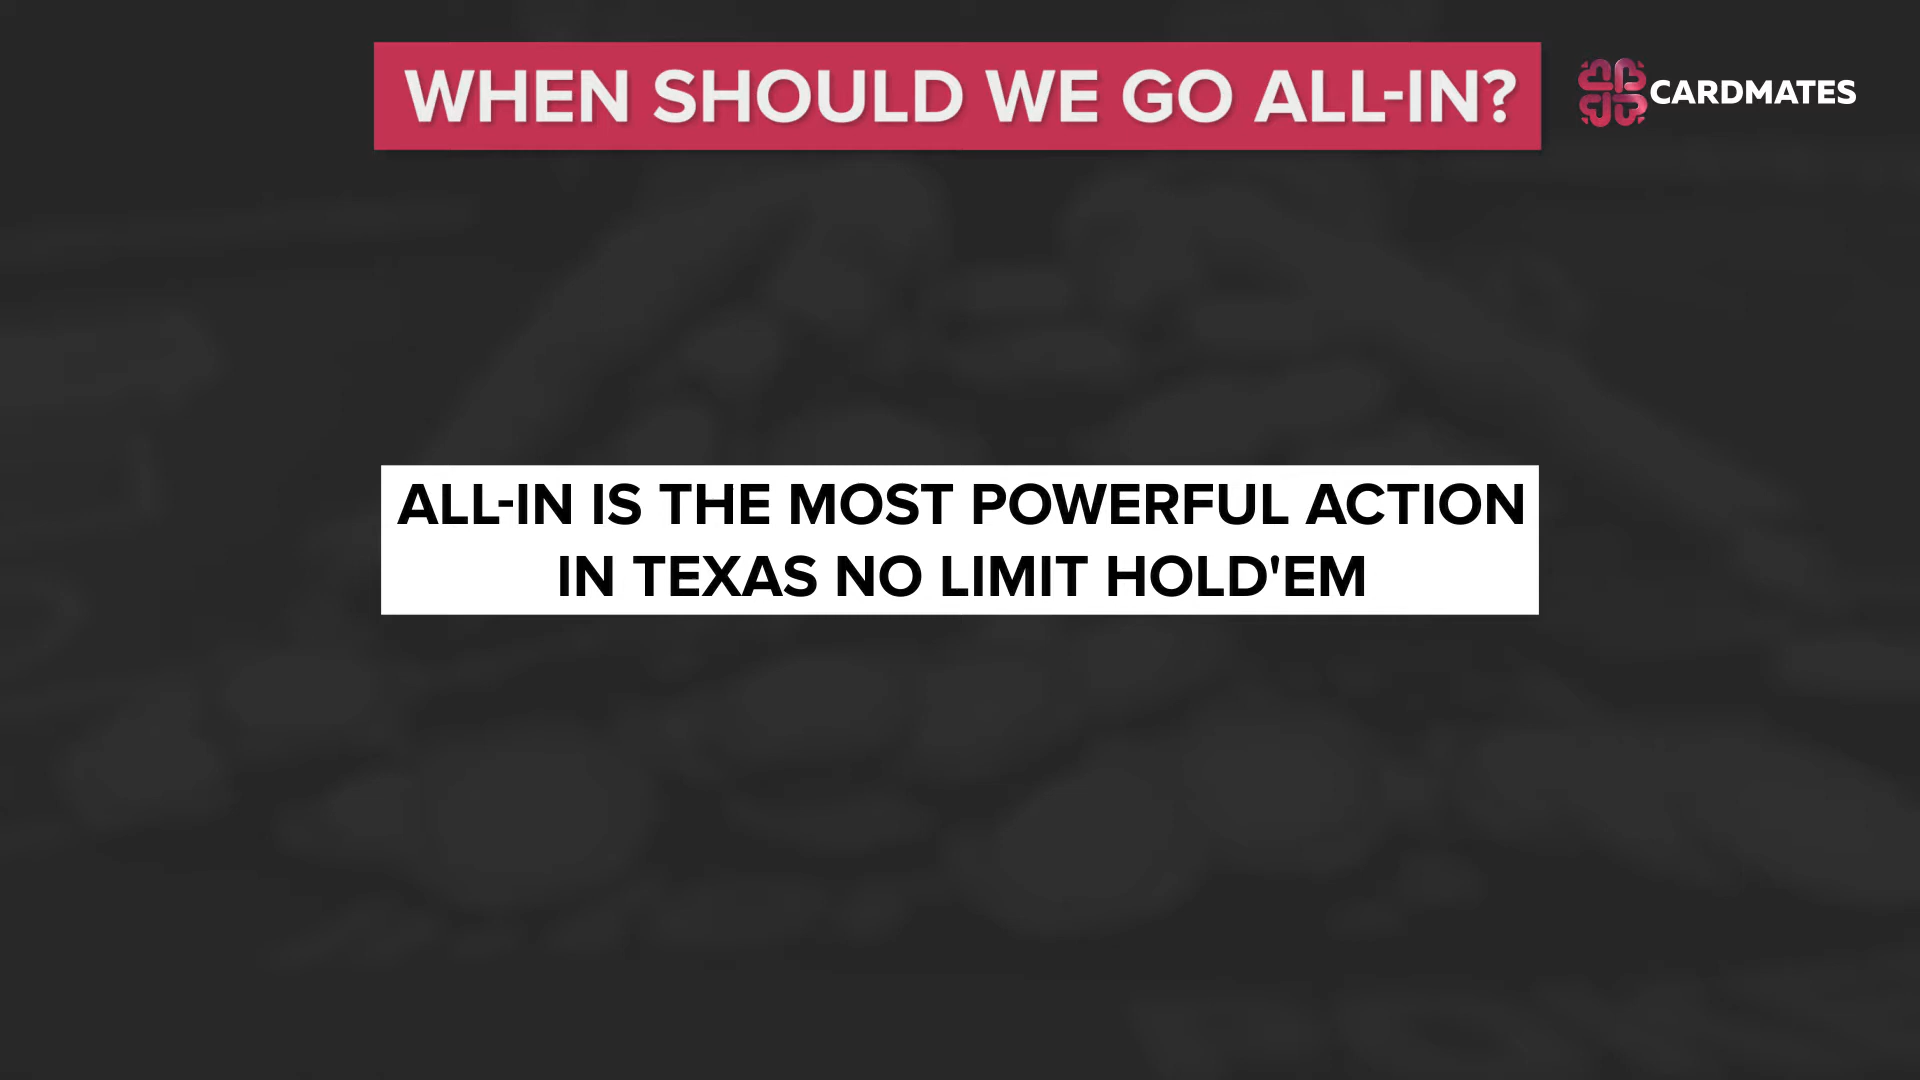 WHEN SHOULD WE GO ALL-IN?
CARDMATES
ALL-IN IS THE MOST POWERFUL ACTION
IN TEXAS NO LIMIT HOLD'EM